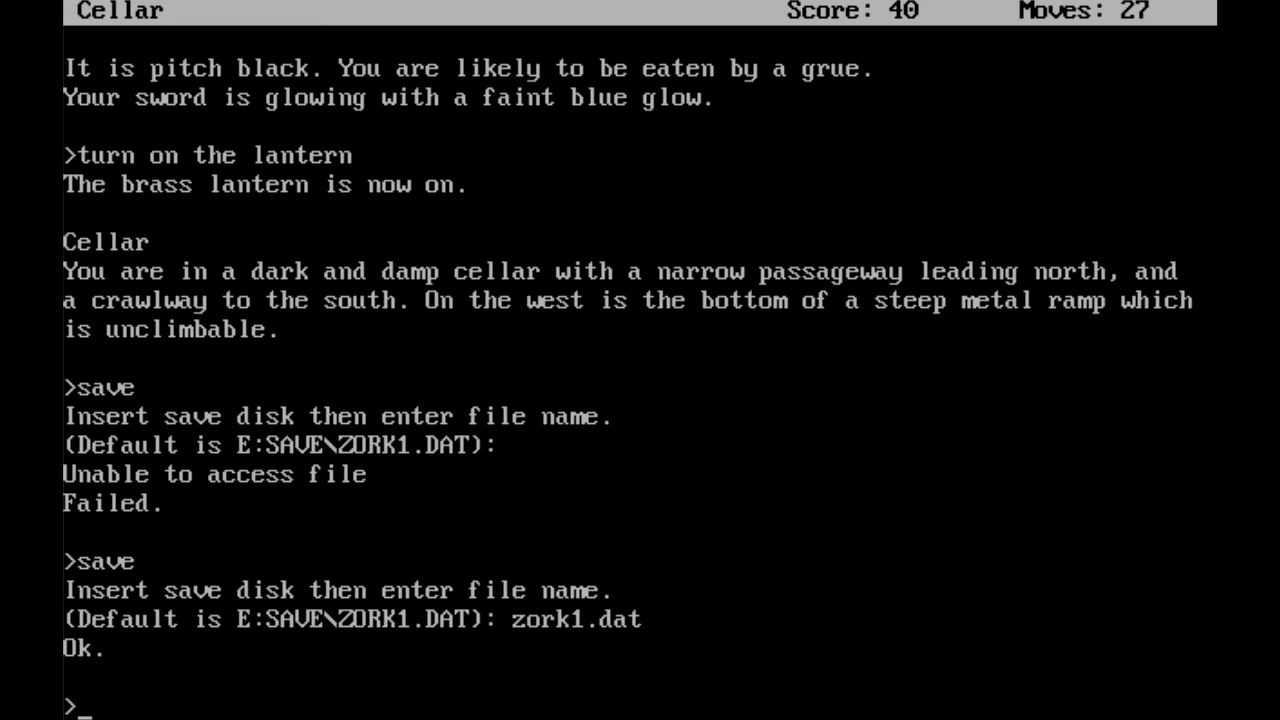 Cellar Score: 40 Moves: 27
It is pitch black. You are likely to be eaten by a grue.
Your sword is glowing with a faint blue glow.
>turn on the lantern
The brass lantern is now on.
Cellar
You are in a dark and damp cellar with a narrow passageway leading north, and
a crawlway to the south. On the west is the bottom of a steep metal ramp which
is unclimbable.
>save
Insert save disk then enter file name.
(Default is E:SAVE\ZORK1.DAT):
Unable to access file
Failed.
>save
Insert save disk then enter file name.
(Default is E:SAVE\ZORK1.DAT): zork1.dat
Ok.
>_